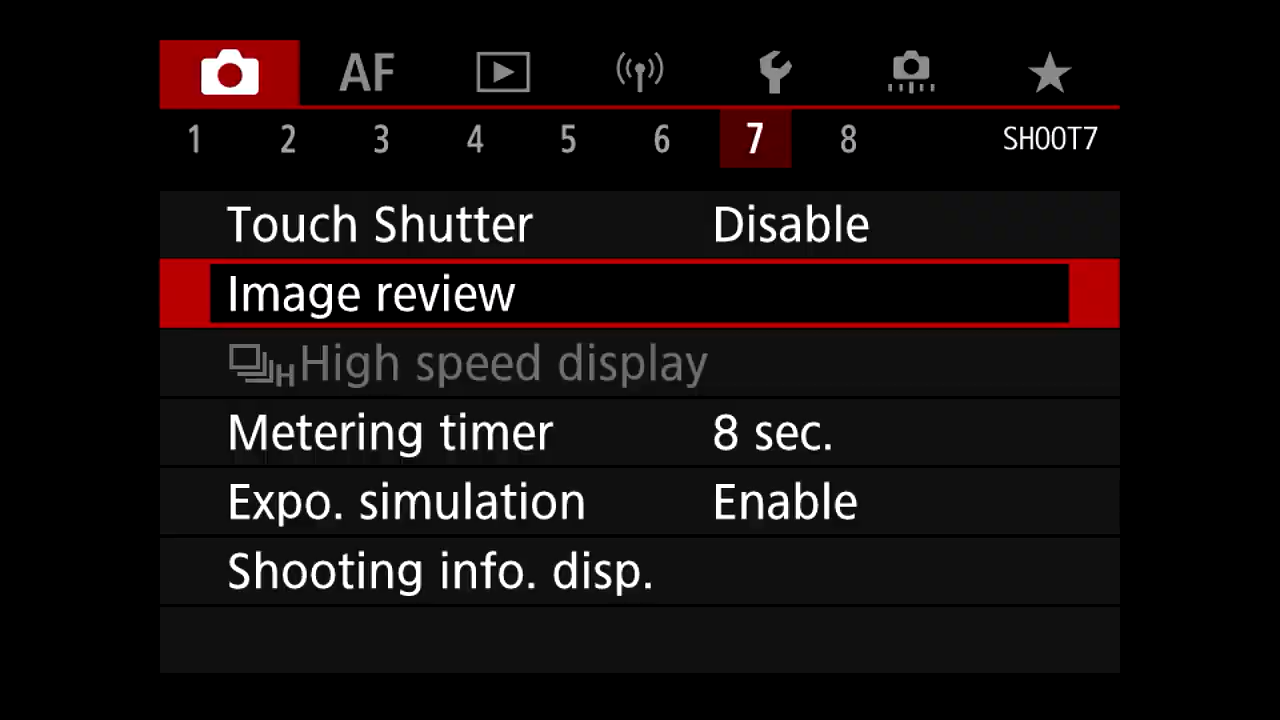 AF
1 2 3 4 5 6 7 8 SHOOT7
Touch Shutter Disable
Image review
H High speed display
Metering timer 8 sec.
Expo. simulation Enable
Shooting info. disp.